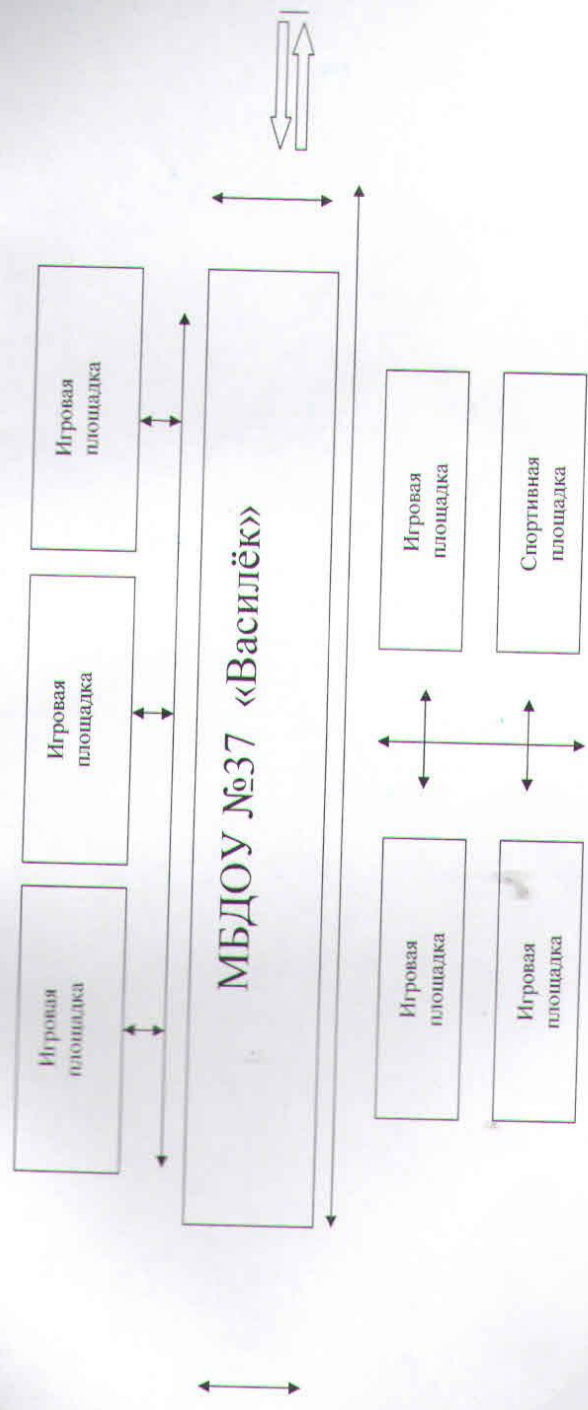 Игровая
площадка
Игровая
площадка
Игровая
площадка
МБДОУ №37 «Василёк»
Игровая
площадка
Игровая
площадка
Игровая
площадка
Спортивная
площадка